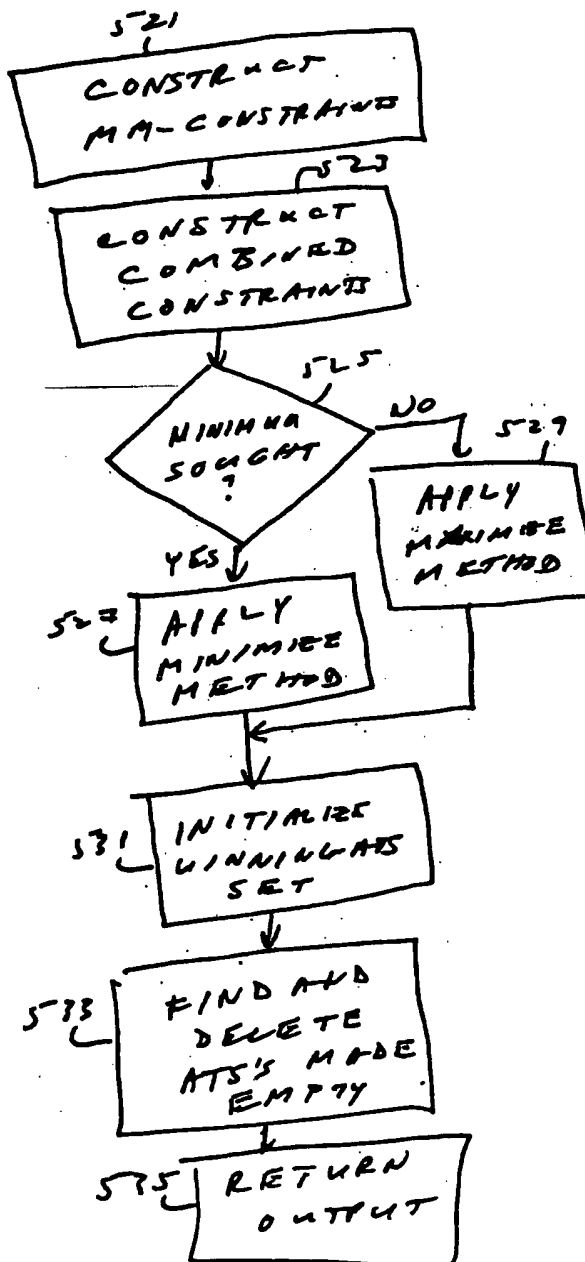 521
CONSTRUCT
MM-CONSTRAINTS
523
CONSTRUCT
COMBINED
CONSTRAINTS
525
MINIMUM
SOUGHT
?
NO
529
APPLY
MAXIMIZE
METHOD
YES
527
APPLY
MINIMIZE
METHOD
531
INITIALIZE
WINNINGATS
SET
533
FIND AND
DELETE
ATS'S MADE
EMPTY
535
RETURN
OUTPUT